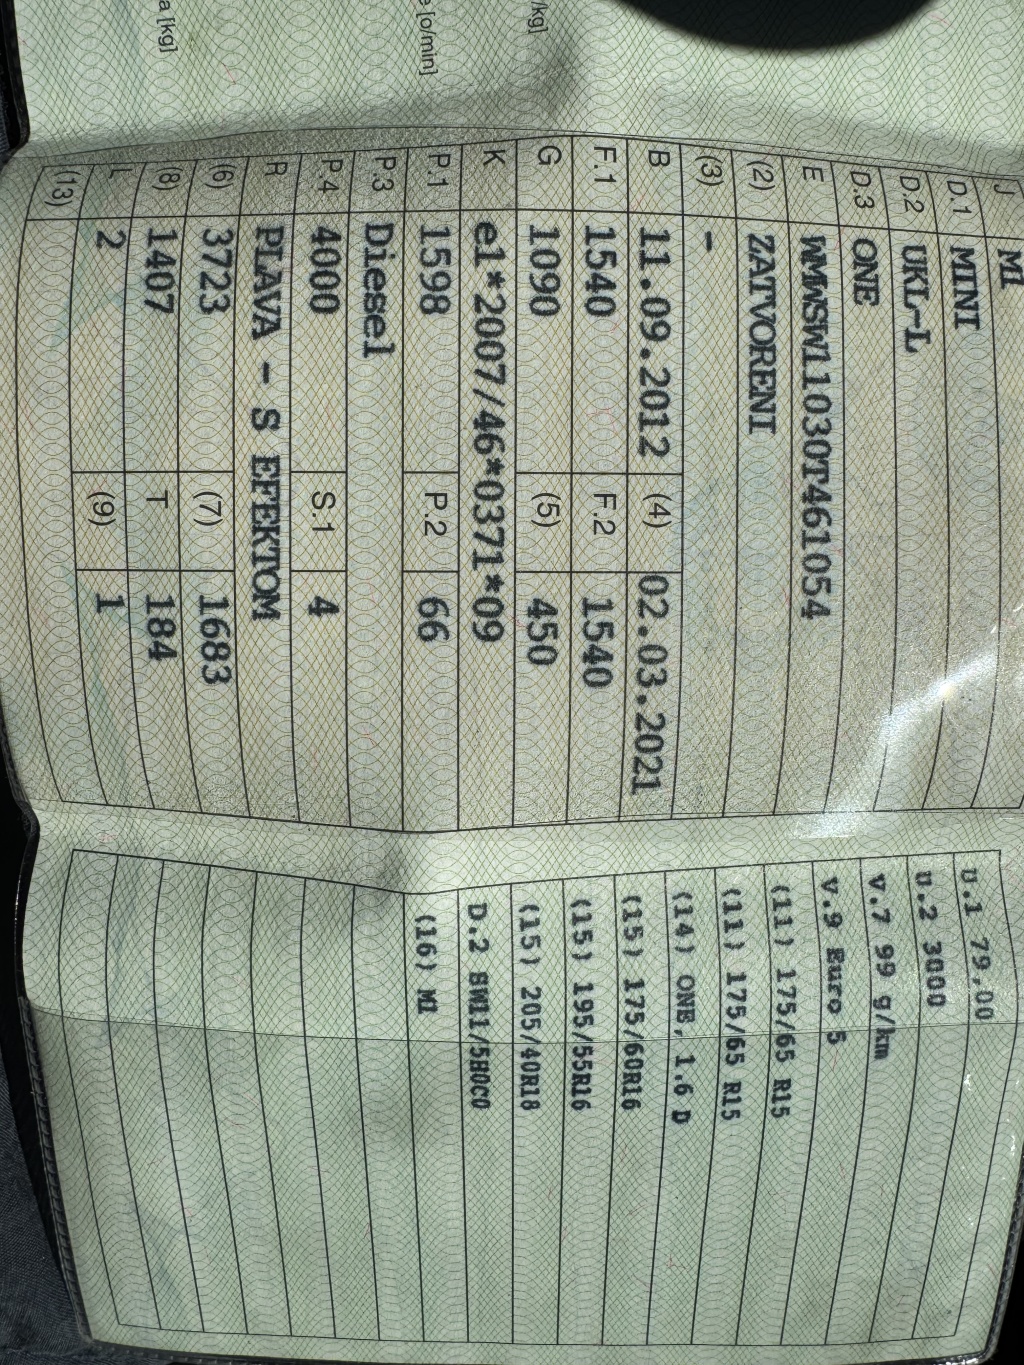 /kg]
e [o/min]
a [kg]
J M1
D.1 MINI
D.2 UKL-L
D.3 ONE
E WMWSW11030T461054
(2) ZATVORENI
(3) -
B 11.09.2012 (4) 02.03.2021
F.1 1540 F.2 1540
G 1090 (5) 450
K e1*2007/46*0371*09
P.1 1598 P.2 66
P.3 Diesel
P.4 4000 S.1 4
R PLAVA - S EFEKTOM
(6) 3723 (7) 1683
(8) 1407 T 184
L 2 (9) 1
(13)
U.1 79,00
U.2 3000
V.7 99 g/km
V.9 Euro 5
(11) 175/65 R15
(11) 175/65 R15
(14) ONE, 1.6 D
(15) 175/60R16
(15) 195/55R16
(15) 205/40R18
D.2 SW11/5H0C0
(16) M1